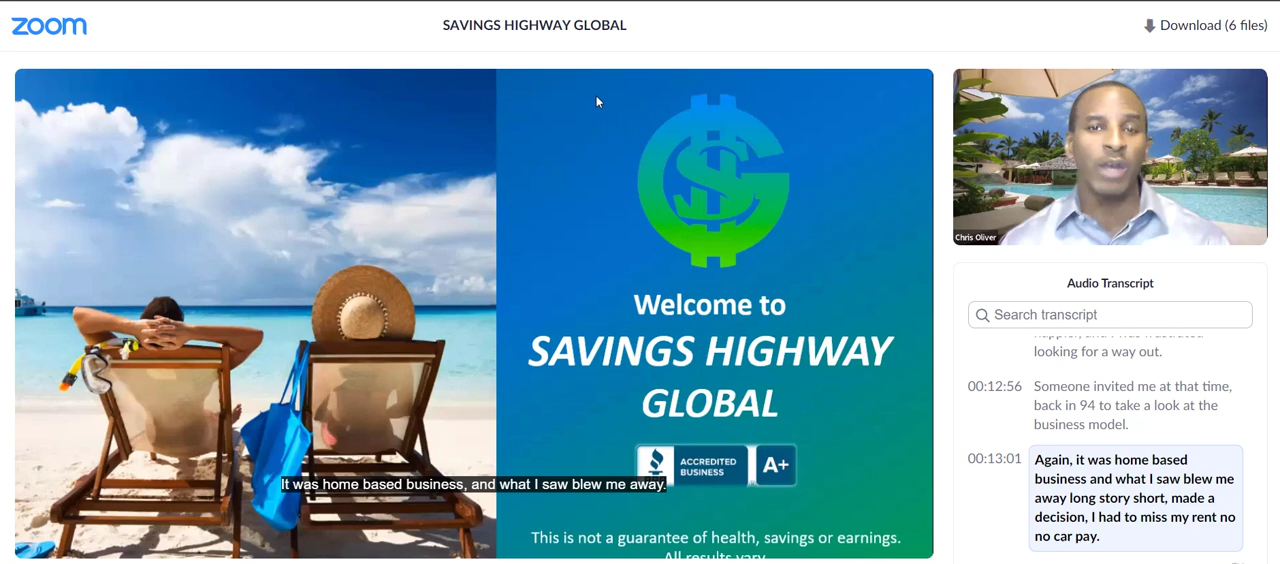 zoom
SAVINGS HIGHWAY GLOBAL
Download (6 files)
Welcome to
SAVINGS HIGHWAY
GLOBAL
ACCREDITED
BUSINESS
A+
It was home based business, and what I saw blew me away.
This is not a guarantee of health, savings or earnings.
All results vary
Chris Oliver
Audio Transcript
Search transcript
looking for a way out.
00:12:56
Someone invited me at that time,
back in 94 to take a look at the
business model.
00:13:01
Again, it was home based
business and what I saw blew me
away long story short, made a
decision, I had to miss my rent no
no car pay.